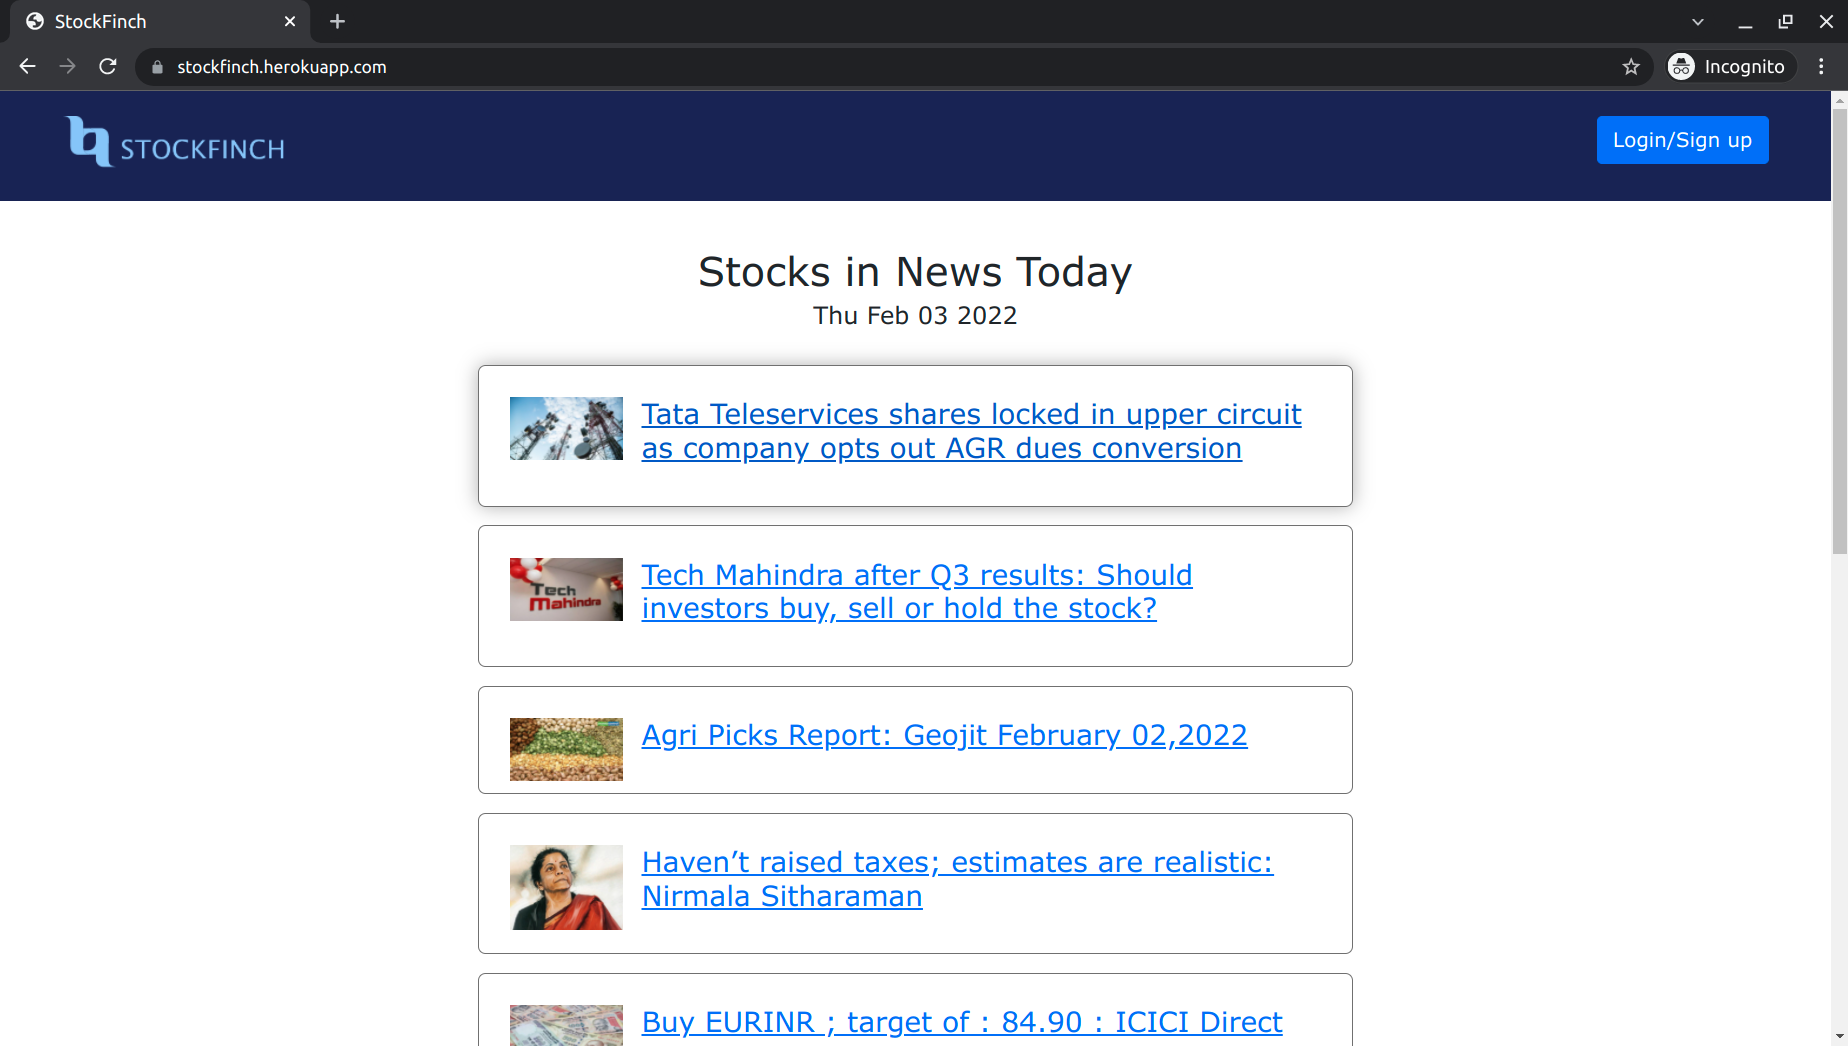 StockFinch
stockfinch.herokuapp.com
Incognito
STOCKFINCH
Login/Sign up
Stocks in News Today
Thu Feb 03 2022
Tata Teleservices shares locked in upper circuit
as company opts out AGR dues conversion
Tech
Mahindra
Tech Mahindra after Q3 results: Should
investors buy, sell or hold the stock?
Agri Picks Report: Geojit February 02,2022
Haven’t raised taxes; estimates are realistic:
Nirmala Sitharaman
Buy EURINR ; target of : 84.90 : ICICI Direct